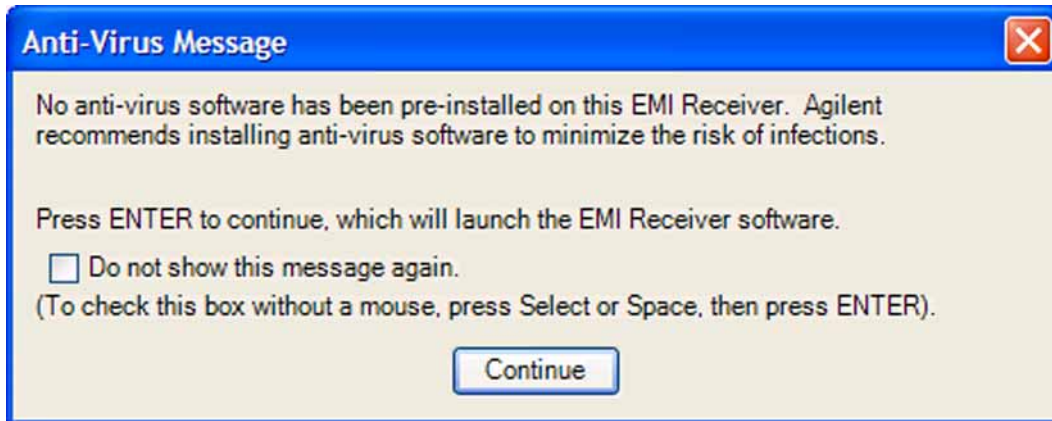 Anti-Virus Message
No anti-virus software has been pre-installed on this EMI Receiver. Agilent
recommends installing anti-virus software to minimize the risk of infections.
Press ENTER to continue, which will launch the EMI Receiver software.
Do not show this message again.
(To check this box without a mouse, press Select or Space, then press ENTER).
Continue